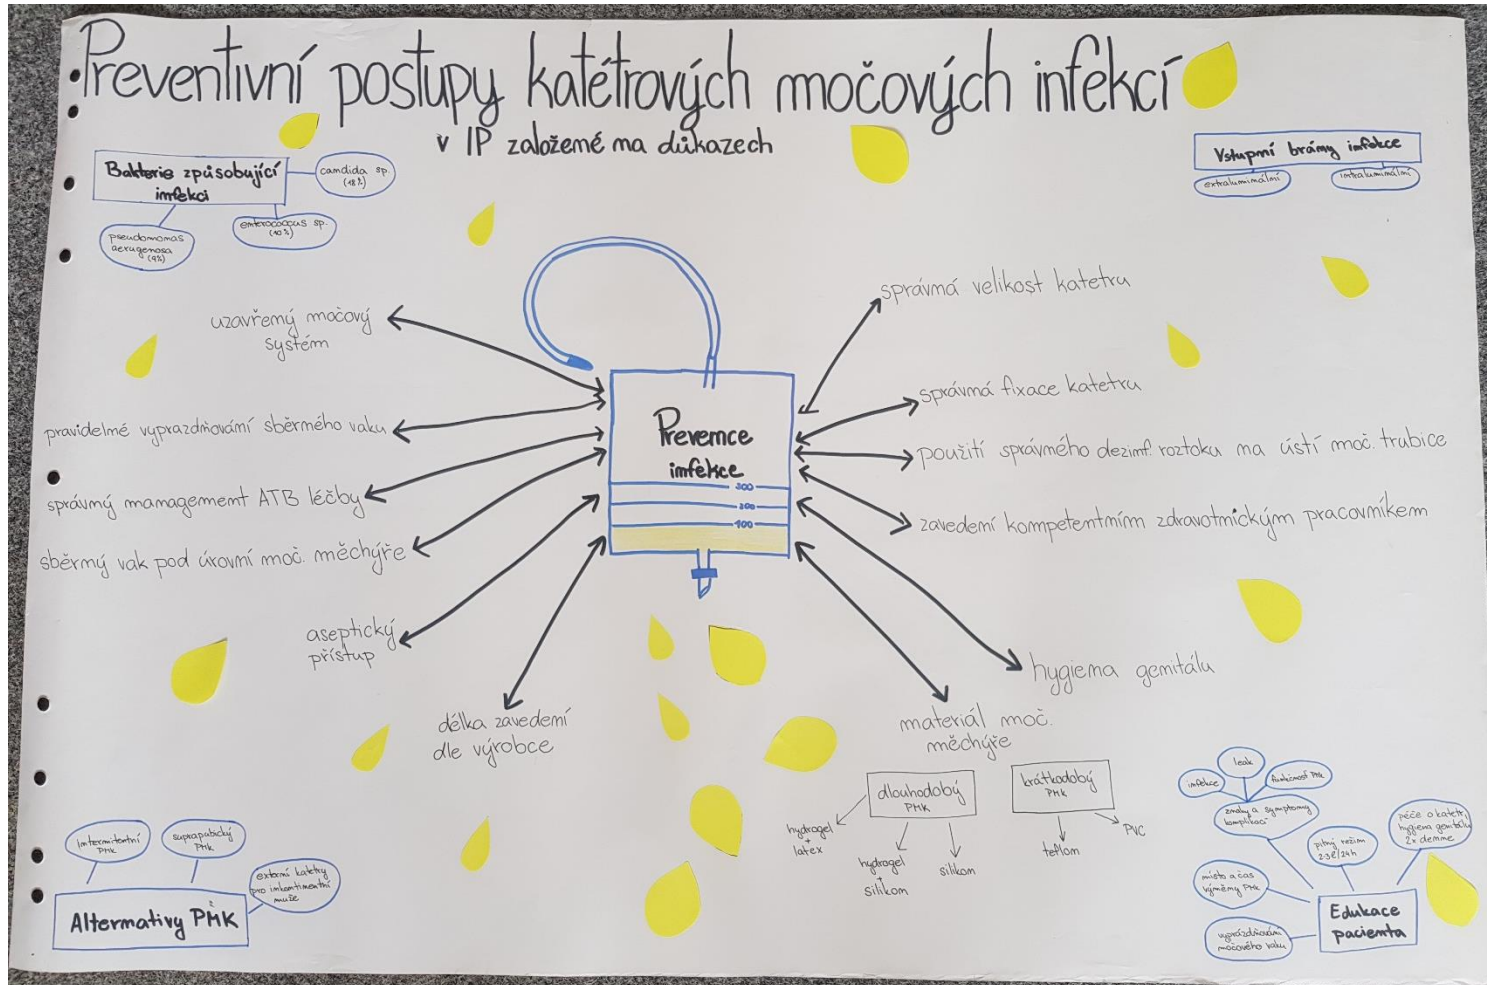 Preventivní postupy katétrových močových infekcí
v IP založené na důkazech
Bakterie způsobující
infekci
candida sp.
(18%)
enterococcus sp.
(10%)
pseudomonas
aerugenosa
(9%)
Vstupní brány infekce
extraluminální
intraluminální
uzavřený močový
systém
pravidelné vyprazdňování sběrného vaku
správný management ATB léčby
sběrný vak pod úrovní moč. měchýře
aseptický
přístup
délka zavedení
dle výrobce
Prevence
infekce
300
200
100
správná velikost katetru
správná fixace katetru
použití správného dezinf. roztoku na ústí moč. trubice
zavedení kompetentním zdravotnickým pracovníkem
hygiena genitálu
materiál moč.
měchýře
dlouhodobý
PMK
hydrogel
+
latex
hydrogel
+
silikon
silikon
krátkodobý
PMK
teflon
PVC
Intermitentní
PMK
suprapubický
PMK
externí katetry
pro inkontinentní
muže
Alternativy PMK
infekce
leak
funkčnost PMK
znaky a symptomy
komplikací
pitný režim
2-3l/24h
péče o katetr,
hygiena genitálu
2x denně
místo a čas
výměny PMK
vyprázdňování
močového vaku
Edukace
pacienta